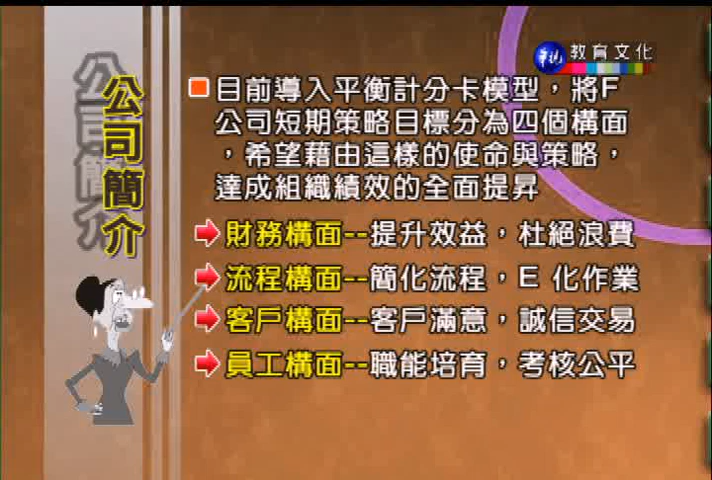 華視 教育文化
公司簡介
目前導入平衡計分卡模型，將F
公司短期策略目標分為四個構面
，希望藉由這樣的使命與策略，
達成組織績效的全面提昇
財務構面--提升效益，杜絕浪費
流程構面--簡化流程，E 化作業
客戶構面--客戶滿意，誠信交易
員工構面--職能培育，考核公平